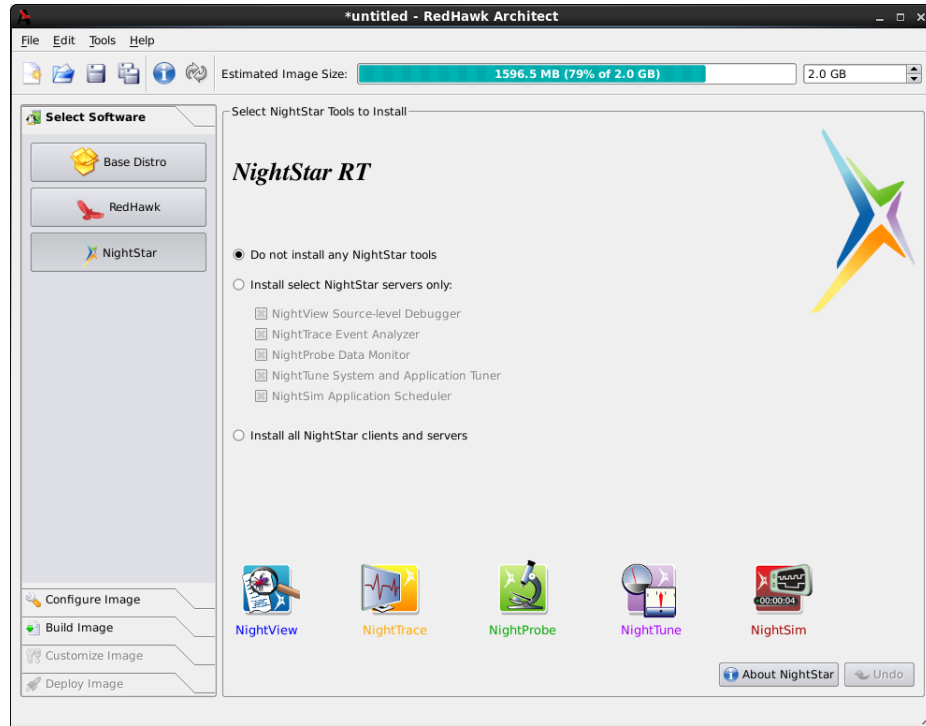 *untitled - RedHawk Architect
File Edit Tools Help
Estimated Image Size: 1596.5 MB (79% of 2.0 GB) 2.0 GB
Select Software
Base Distro
RedHawk
NightStar
Configure Image
Build Image
Customize Image
Deploy Image
Select NightStar Tools to Install
NightStar RT
Do not install any NightStar tools
Install select NightStar servers only:
NightView Source-level Debugger
NightTrace Event Analyzer
NightProbe Data Monitor
NightTune System and Application Tuner
NightSim Application Scheduler
Install all NightStar clients and servers
00:00:04
NightView NightTrace NightProbe NightTune NightSim
About NightStar Undo